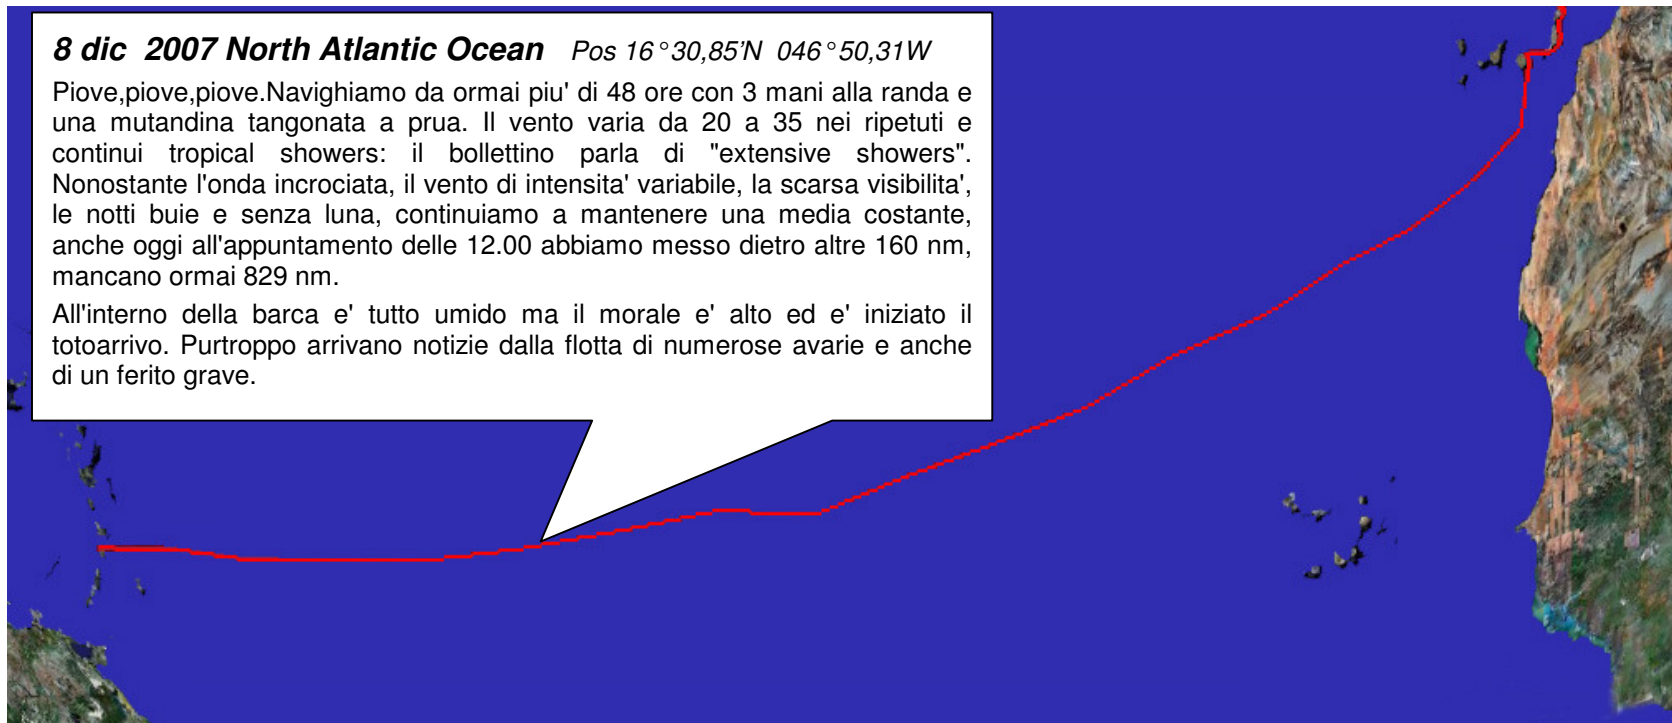 8 dic 2007 North Atlantic Ocean Pos 16°30,85'N 046°50,31W
Piove,piove,piove.Navighiamo da ormai piu' di 48 ore con 3 mani alla randa e
una mutandina tangonata a prua. Il vento varia da 20 a 35 nei ripetuti e
continui tropical showers: il bollettino parla di "extensive showers".
Nonostante l'onda incrociata, il vento di intensita' variabile, la scarsa visibilita',
le notti buie e senza luna, continuiamo a mantenere una media costante,
anche oggi all'appuntamento delle 12.00 abbiamo messo dietro altre 160 nm,
mancano ormai 829 nm.
All'interno della barca e' tutto umido ma il morale e' alto ed e' iniziato il
totoarrivo. Purtroppo arrivano notizie dalla flotta di numerose avarie e anche
di un ferito grave.